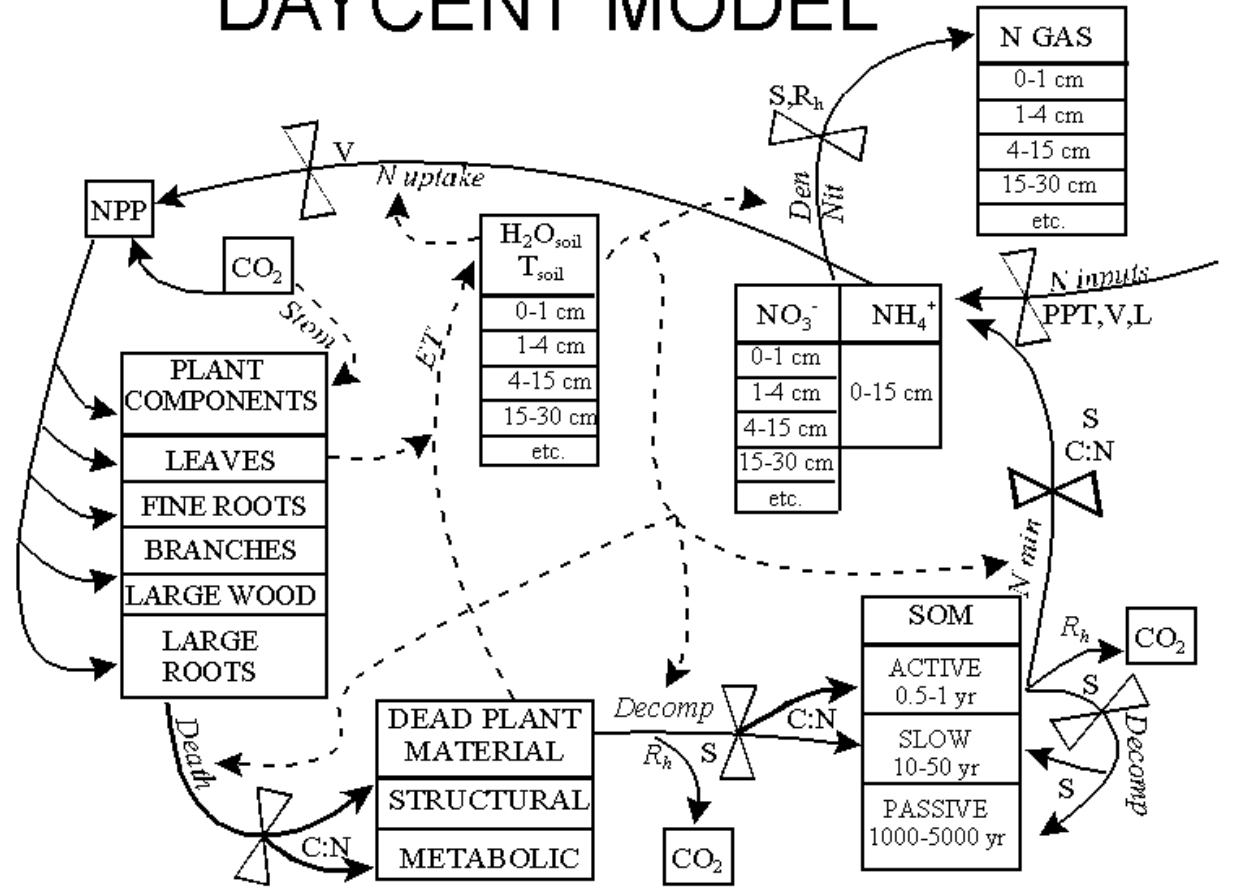 DAYCENT MODEL
N GAS
0-1 cm
1-4 cm
4-15 cm
15-30 cm
etc.
S,Rh
Den
Nit
V
N uptake
NPP
CO2
Stom
H2Osoil
Tsoil
0-1 cm
1-4 cm
4-15 cm
15-30 cm
etc.
ET
NO3-
NH4+
0-1 cm
1-4 cm
4-15 cm
15-30 cm
etc.
0-15 cm
N inputs
PPT,V,L
S
C:N
N min
PLANT
COMPONENTS
LEAVES
FINE ROOTS
BRANCHES
LARGE WOOD
LARGE
ROOTS
Death
C:N
DEAD PLANT
MATERIAL
STRUCTURAL
METABOLIC
Decomp
Rh
S
C:N
CO2
SOM
ACTIVE
0.5-1 yr
SLOW
10-50 yr
PASSIVE
1000-5000 yr
Rh
CO2
S
Decomp
S